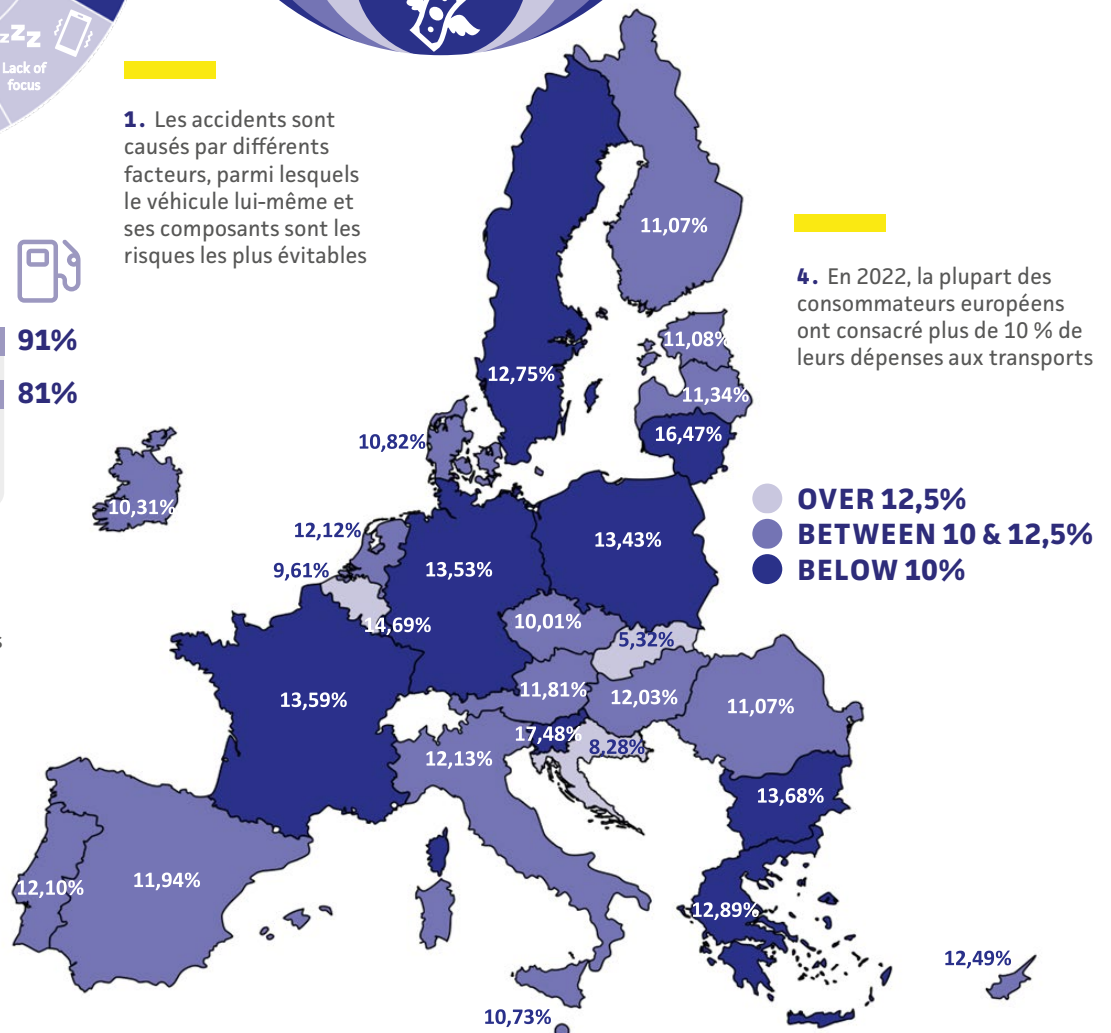 zzz
Lack of
focus
1. Les accidents sont
causés par différents
facteurs, parmi lesquels
le véhicule lui-même et
ses composants sont les
risques les plus évitables
91%
81%
4. En 2022, la plupart des
consommateurs européens
ont consacré plus de 10 % de
leurs dépenses aux transports
11,07%
11,08%
12,75%
11,34%
16,47%
10,82%
10,31%
OVER 12,5%
BETWEEN 10 & 12,5%
BELOW 10%
12,12%
13,43%
9,61%
13,53%
14,69%
10,01%
5,32%
s
13,59%
11,81%
12,03%
11,07%
17,48%
8,28%
12,13%
13,68%
12,10%
11,94%
12,89%
12,49%
10,73%